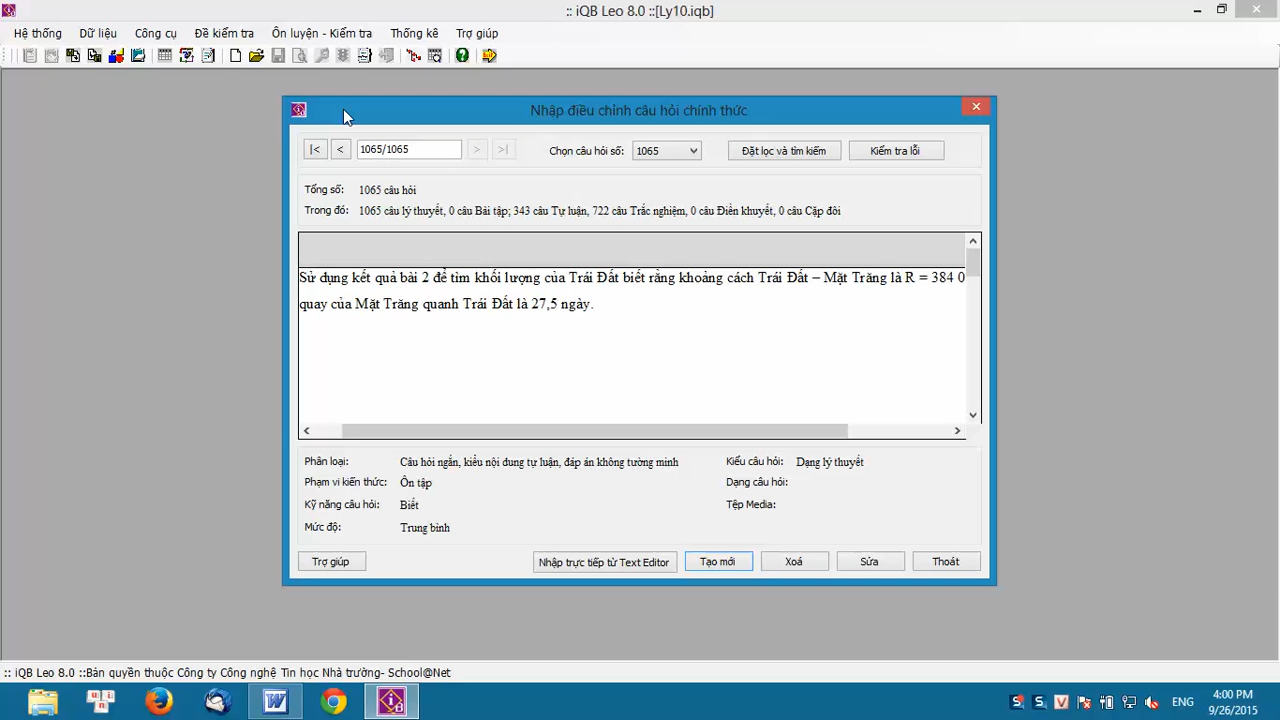 :: iQB Leo 8.0 ::[Ly10.iqb]
Hệ thống Dữ liệu Công cụ Đề kiểm tra Ôn luyện - Kiểm tra Thống kê Trợ giúp
Nhập điều chỉnh câu hỏi chính thức
|< < 1065/1065 > >| Chọn câu hỏi số: 1065 Đặt lọc và tìm kiếm Kiểm tra lỗi
Tổng số: 1065 câu hỏi
Trong đó: 1065 câu lý thuyết, 0 câu Bài tập; 343 câu Tự luận, 722 câu Trắc nghiệm, 0 câu Điền khuyết, 0 câu Cặp đôi
Sử dụng kết quả bài 2 để tìm khối lượng của Trái Đất biết rằng khoảng cách Trái Đất – Mặt Trăng là R = 384 0
quay của Mặt Trăng quanh Trái Đất là 27,5 ngày.
Phân loại: Câu hỏi ngắn, kiểu nội dung tự luận, đáp án không tường minh Kiểu câu hỏi: Dạng lý thuyết
Phạm vi kiến thức: Ôn tập Dạng câu hỏi:
Kỹ năng câu hỏi: Biết Tệp Media:
Mức độ: Trung bình
Trợ giúp Nhập trực tiếp từ Text Editor Tạo mới Xoá Sửa Thoát
:: iQB Leo 8.0 ::Bản quyền thuộc Công ty Công nghệ Tin học Nhà trường- School@Net
ENG 4:00 PM
9/26/2015